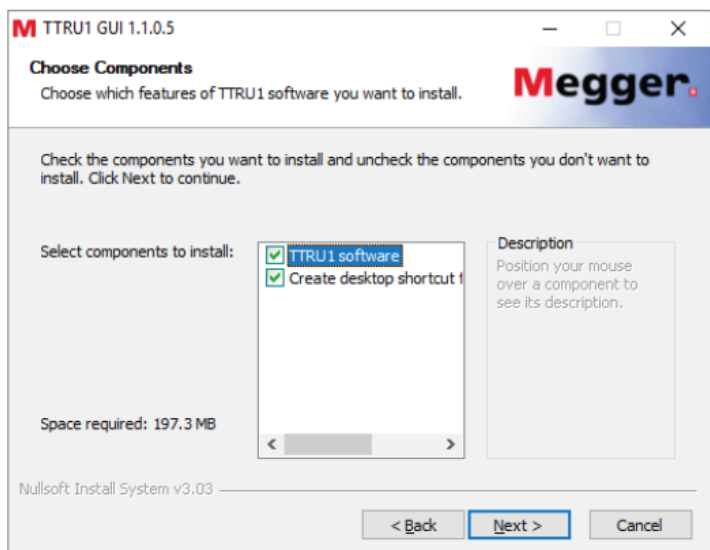 TTRU1 GUI 1.1.0.5
Choose Components
Choose which features of TTRU1 software you want to install.
Megger
Check the components you want to install and uncheck the components you don't want to
install. Click Next to continue.
Select components to install:
TTRU1 software
Create desktop shortcut f
Description
Position your mouse
over a component to
see its description.
Space required: 197.3 MB
Nullsoft Install System v3.03
< Back
Next >
Cancel